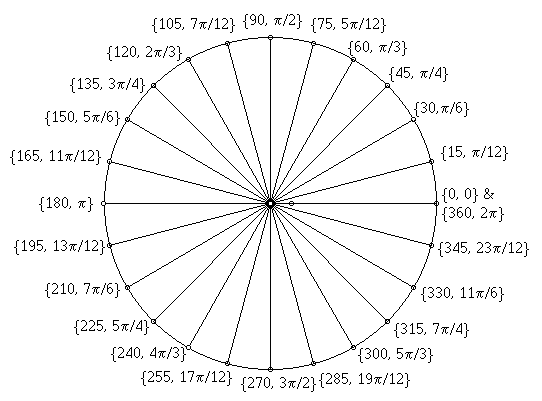 {90, π/2}
{105, 7π/12}
{75, 5π/12}
{120, 2π/3}
{60, π/3}
{135, 3π/4}
{45, π/4}
{150, 5π/6}
{30,π/6}
{165, 11π/12}
{15, π/12}
{180, π}
{0, 0} &
{360, 2π}
{195, 13π/12}
{345, 23π/12}
{210, 7π/6}
{330, 11π/6}
{225, 5π/4}
{315, 7π/4}
{240, 4π/3}
{300, 5π/3}
{255, 17π/12}
{270, 3π/2}
{285, 19π/12}